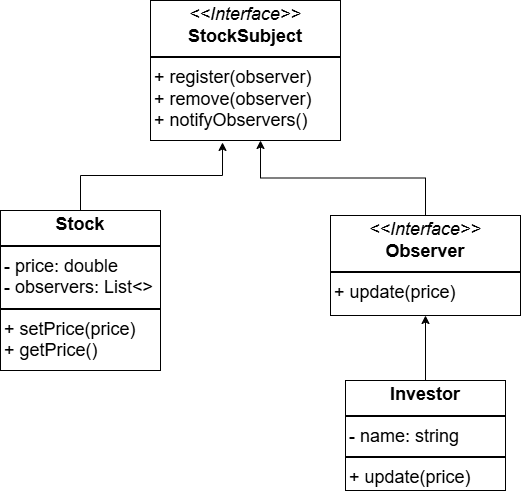 <<Interface>>
StockSubject
+ register(observer)
+ remove(observer)
+ notifyObservers()
Stock
- price: double
- observers: List<>
+ setPrice(price)
+ getPrice()
<<Interface>>
Observer
+ update(price)
Investor
- name: string
+ update(price)